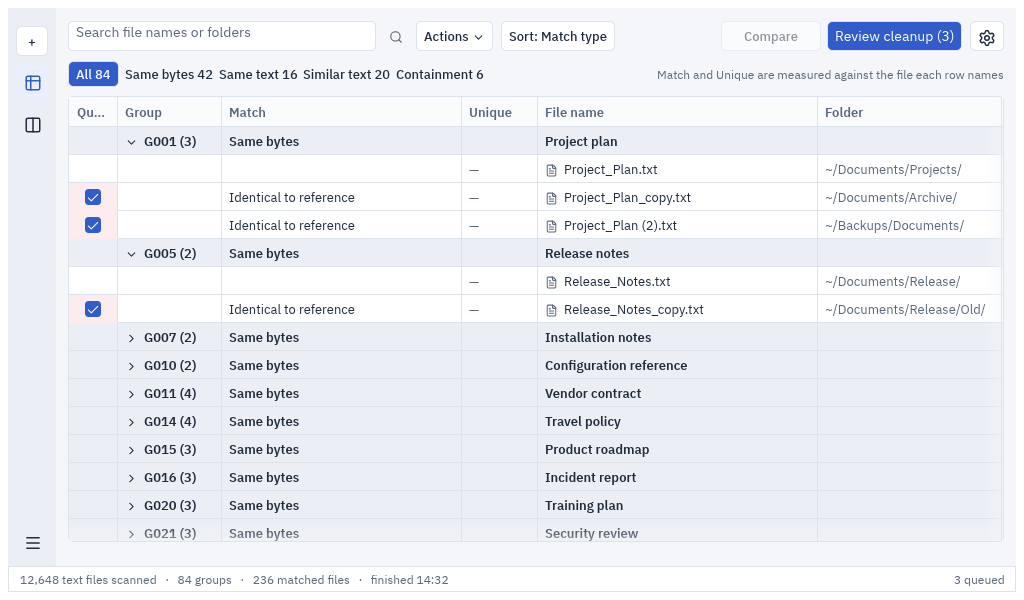 Search file names or folders
Actions
Sort: Match type
Compare
Review cleanup (3)
+
All 84 Same bytes 42 Same text 16 Similar text 20 Containment 6
Match and Unique are measured against the file each row names
Qu... Group Match Unique File name Folder
G001 (3) Same bytes Project plan
— Project_Plan.txt ~/Documents/Projects/
Identical to reference — Project_Plan_copy.txt ~/Documents/Archive/
Identical to reference — Project_Plan (2).txt ~/Backups/Documents/
G005 (2) Same bytes Release notes
— Release_Notes.txt ~/Documents/Release/
Identical to reference — Release_Notes_copy.txt ~/Documents/Release/Old/
G007 (2) Same bytes Installation notes
G010 (2) Same bytes Configuration reference
G011 (4) Same bytes Vendor contract
G014 (4) Same bytes Travel policy
G015 (3) Same bytes Product roadmap
G016 (3) Same bytes Incident report
G020 (3) Same bytes Training plan
G021 (3) Same bytes Security review
12,648 text files scanned · 84 groups · 236 matched files · finished 14:32
3 queued